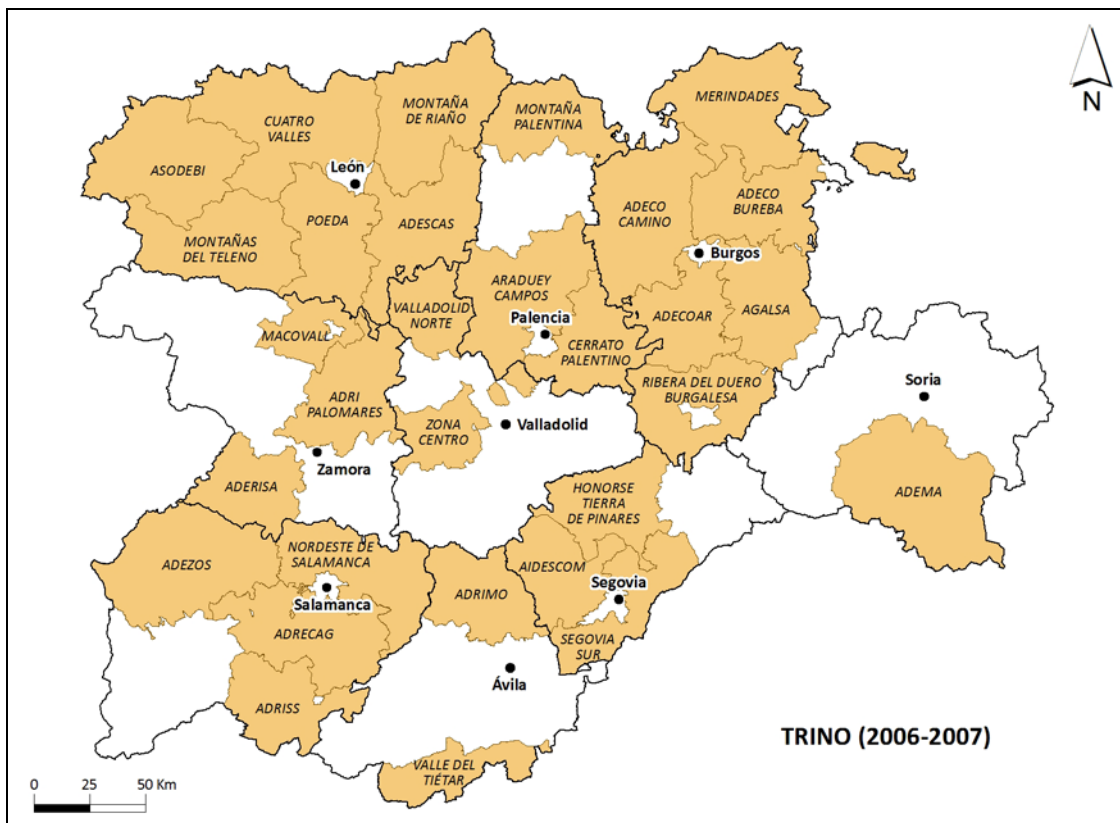 N
MERINDADES
MONTAÑA
DE RIAÑO
MONTAÑA
PALENTINA
CUATRO
VALLES
ASODEBI
León
ADECO
CAMINO
ADECO
BUREBA
POEDA
ADESCAS
MONTAÑAS
DEL TELENO
Burgos
ARADUEY
CAMPOS
VALLADOLID
NORTE
Palencia
ADECOAR
AGALSA
MACOVALL
CERRATO
PALENTINO
RIBERA DEL DUERO
BURGALESA
Soria
ADRI
PALOMARES
ZONA
CENTRO
Valladolid
Zamora
ADERISA
HONORSE
TIERRA
DE PINARES
ADEMA
ADEZOS
NORDESTE DE
SALAMANCA
AIDESCOM
Segovia
ADRIMO
Salamanca
ADRECAG
SEGOVIA
SUR
Ávila
ADRISS
TRINO (2006-2007)
VALLE DEL
TIÉTAR
0 25 50 Km